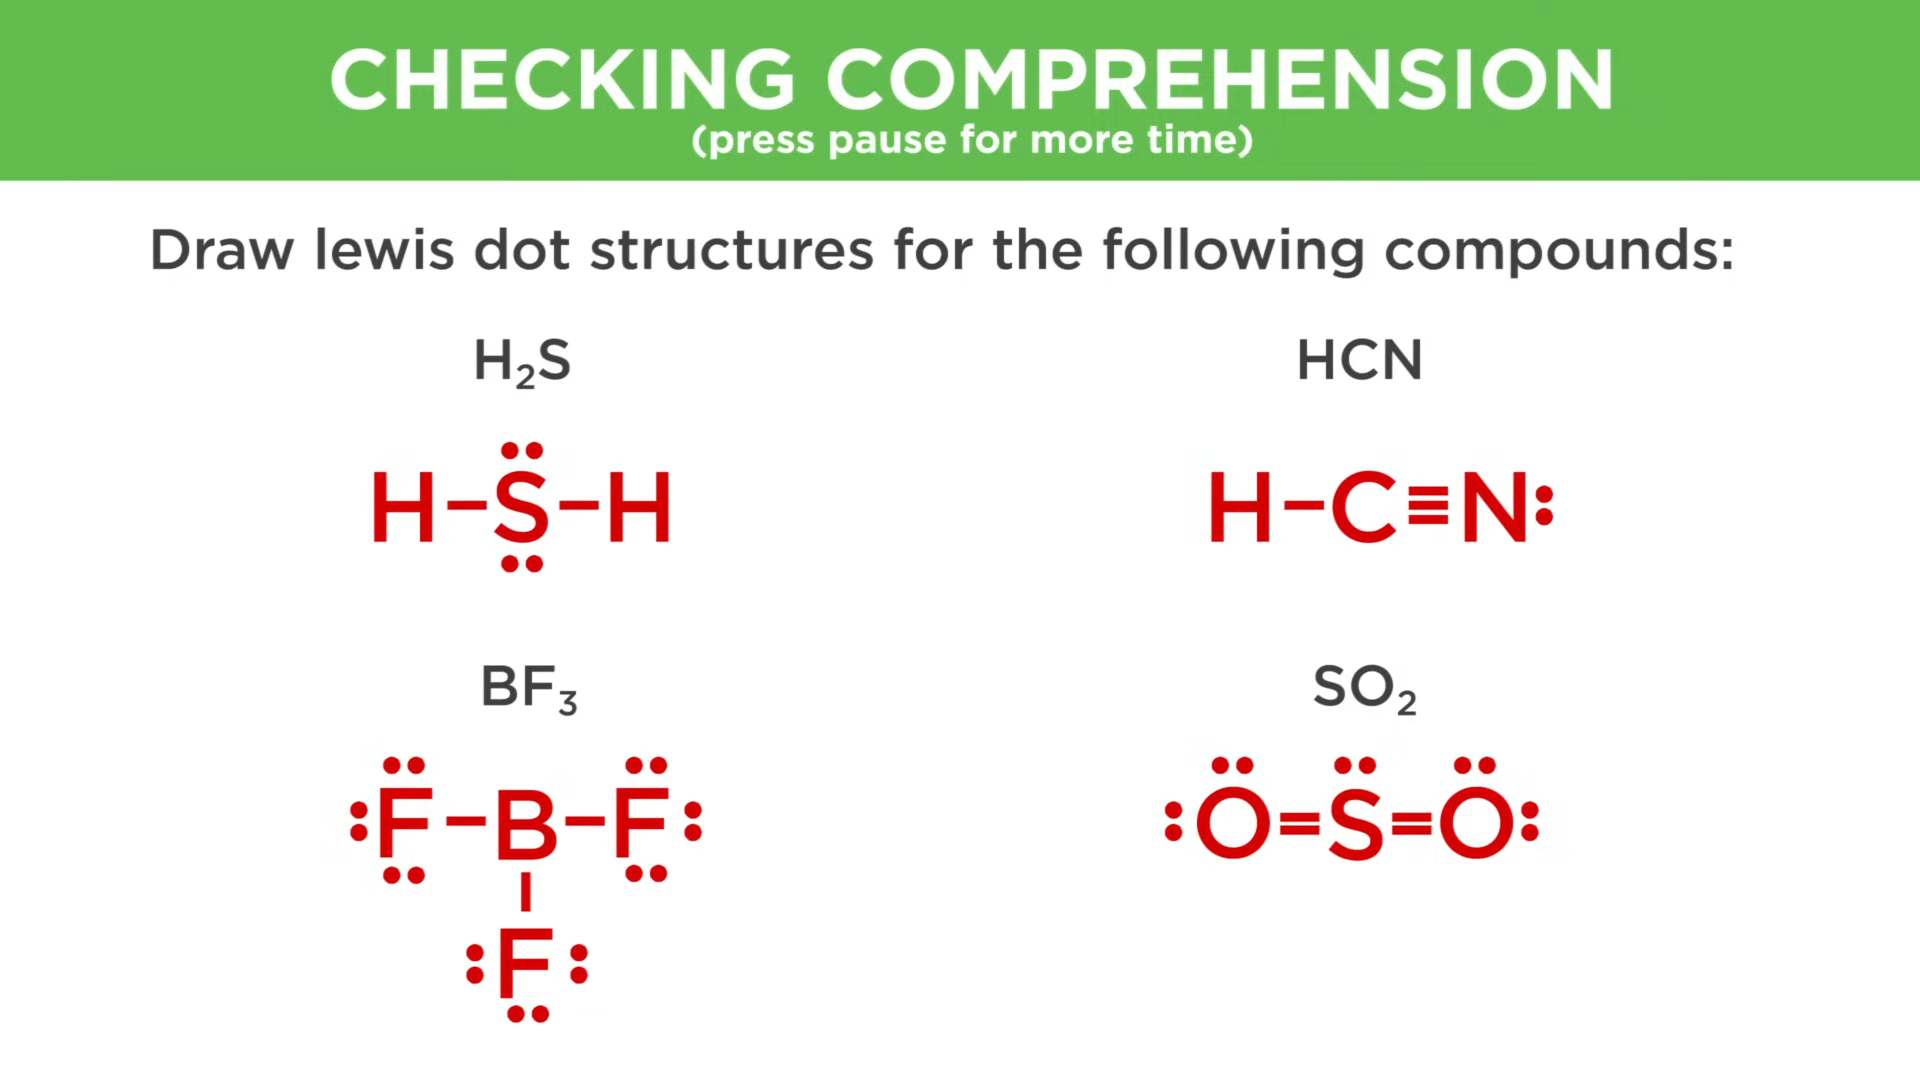 CHECKING COMPREHENSION
(press pause for more time)
Draw lewis dot structures for the following compounds:
H₂S
HCN
H–S–H
H–C≡N:
BF₃
SO₂
:F–B–F:
:O=S=O:
:F: